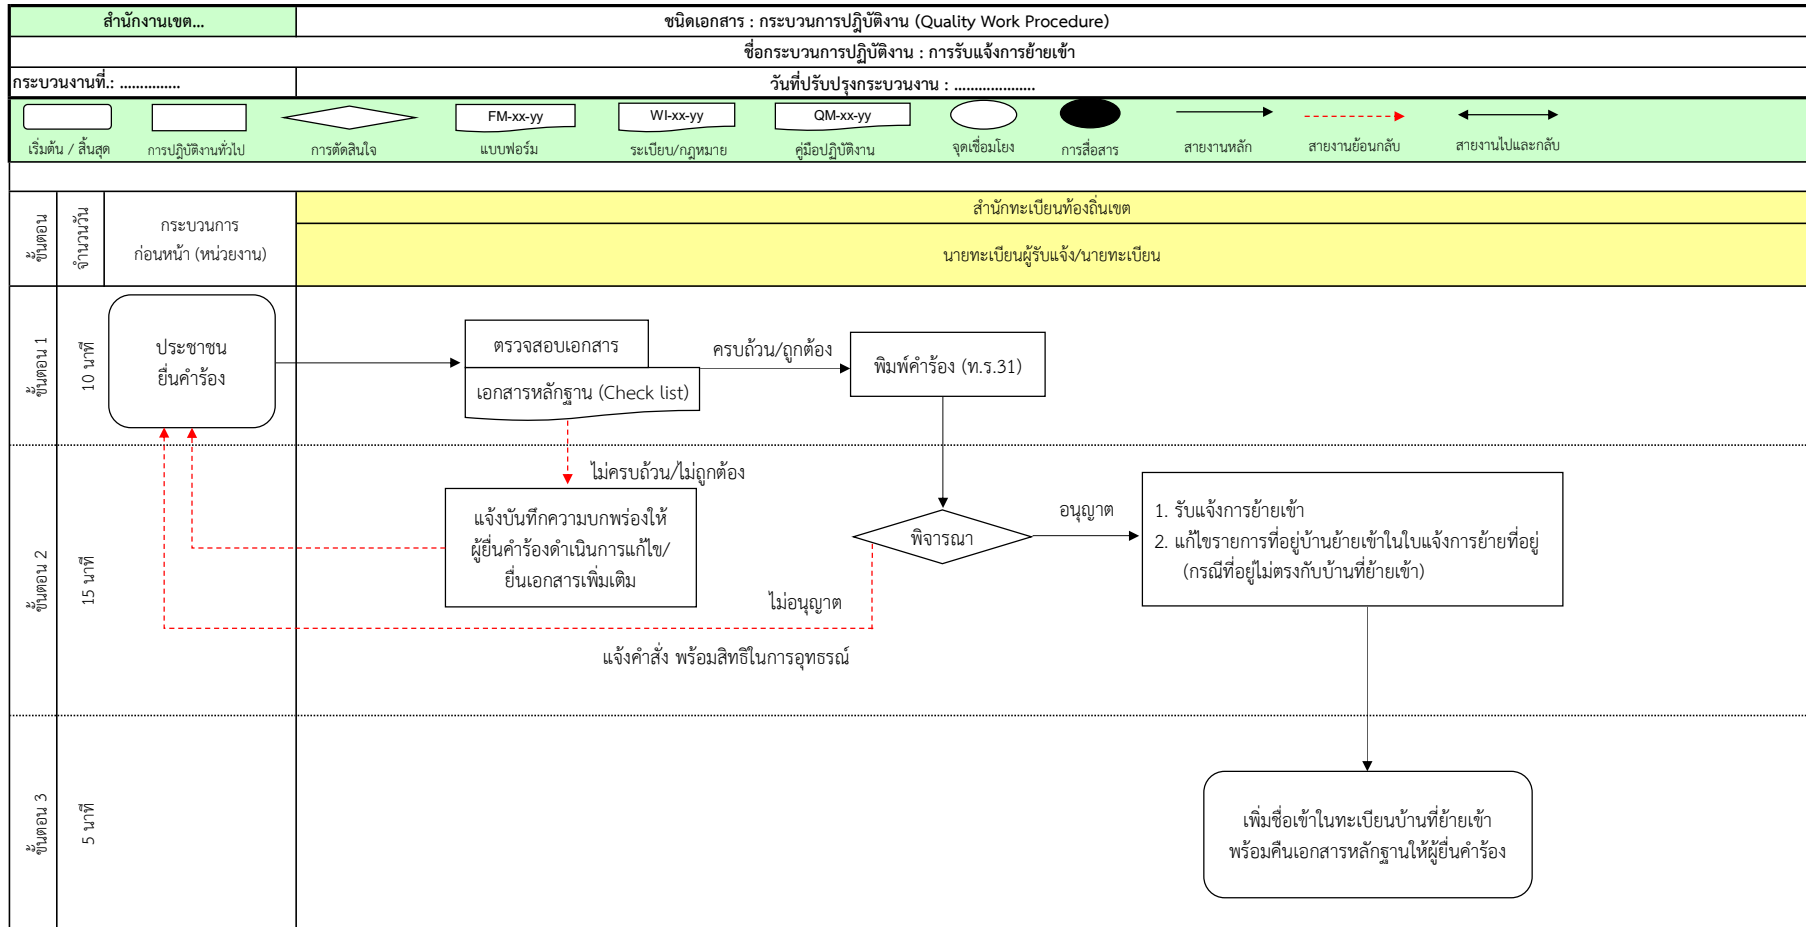 สำนักงานเขต...
ชนิดเอกสาร : กระบวนการปฏิบัติงาน (Quality Work Procedure)
ชื่อกระบวนการปฏิบัติงาน : การรับแจ้งการย้ายเข้า
กระบวนงานที่.: ...............
วันที่ปรับปรุงกระบวนงาน : ....................
FM-xx-yy
WI-xx-yy
QM-xx-yy
เริ่มต้น / สิ้นสุด
การปฏิบัติงานทั่วไป
การตัดสินใจ
แบบฟอร์ม
ระเบียบ/กฎหมาย
คู่มือปฏิบัติงาน
จุดเชื่อมโยง
การสื่อสาร
สายงานหลัก
สายงานย้อนกลับ
สายงานไปและกลับ
ขั้นตอน
จำนวนวัน
กระบวนการ
ก่อนหน้า (หน่วยงาน)
สำนักทะเบียนท้องถิ่นเขต
นายทะเบียนผู้รับแจ้ง/นายทะเบียน
ขั้นตอน 1
10 นาที
ประชาชน
ยื่นคำร้อง
ตรวจสอบเอกสาร
เอกสารหลักฐาน (Check list)
ครบถ้วน/ถูกต้อง
พิมพ์คำร้อง (ท.ร.31)
ขั้นตอน 2
15 นาที
ไม่ครบถ้วน/ไม่ถูกต้อง
แจ้งบันทึกความบกพร่องให้
ผู้ยื่นคำร้องดำเนินการแก้ไข/
ยื่นเอกสารเพิ่มเติม
พิจารณา
อนุญาต
1. รับแจ้งการย้ายเข้า
2. แก้ไขรายการที่อยู่บ้านย้ายเข้าในใบแจ้งการย้ายที่อยู่
(กรณีที่อยู่ไม่ตรงกับบ้านที่ย้ายเข้า)
ไม่อนุญาต
แจ้งคำสั่ง พร้อมสิทธิในการอุทธรณ์
ขั้นตอน 3
5 นาที
เพิ่มชื่อเข้าในทะเบียนบ้านที่ย้ายเข้า
พร้อมคืนเอกสารหลักฐานให้ผู้ยื่นคำร้อง